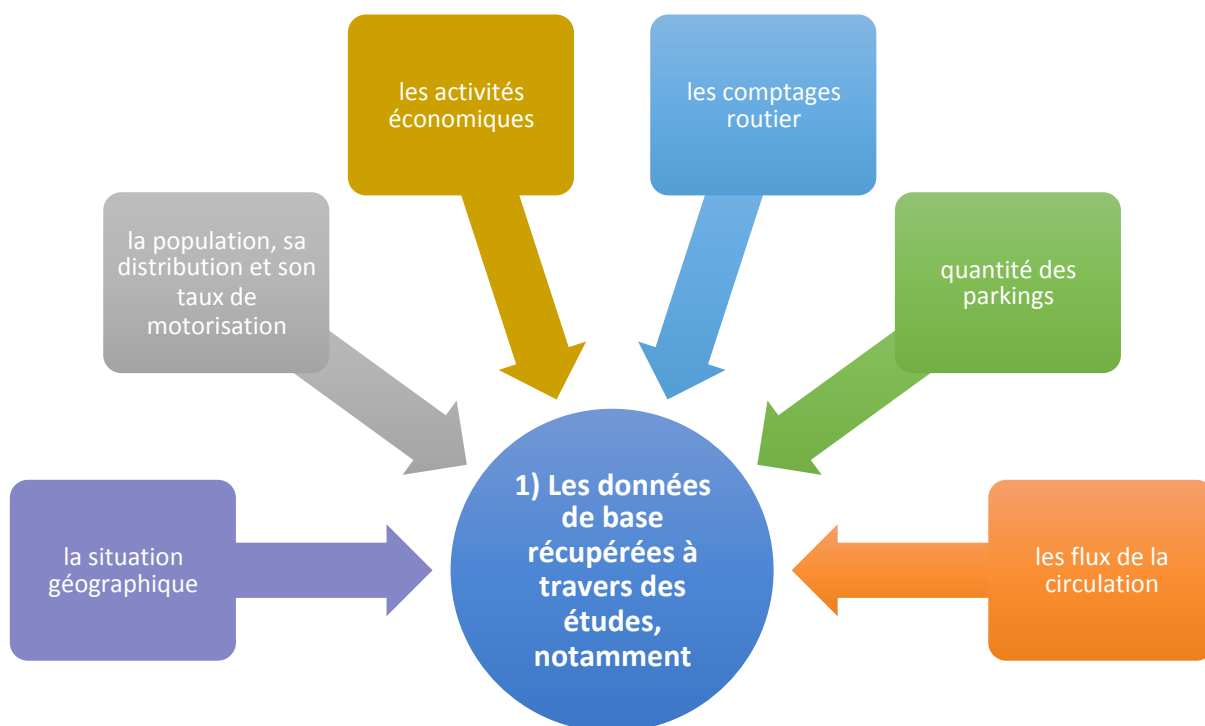 les activités
économiques
les comptages
routier
la population, sa
distribution et son
taux de
motorisation
quantité des
parkings
la situation
géographique
1) Les données
de base
récupérées à
travers des
études,
notamment
les flux de la
circulation